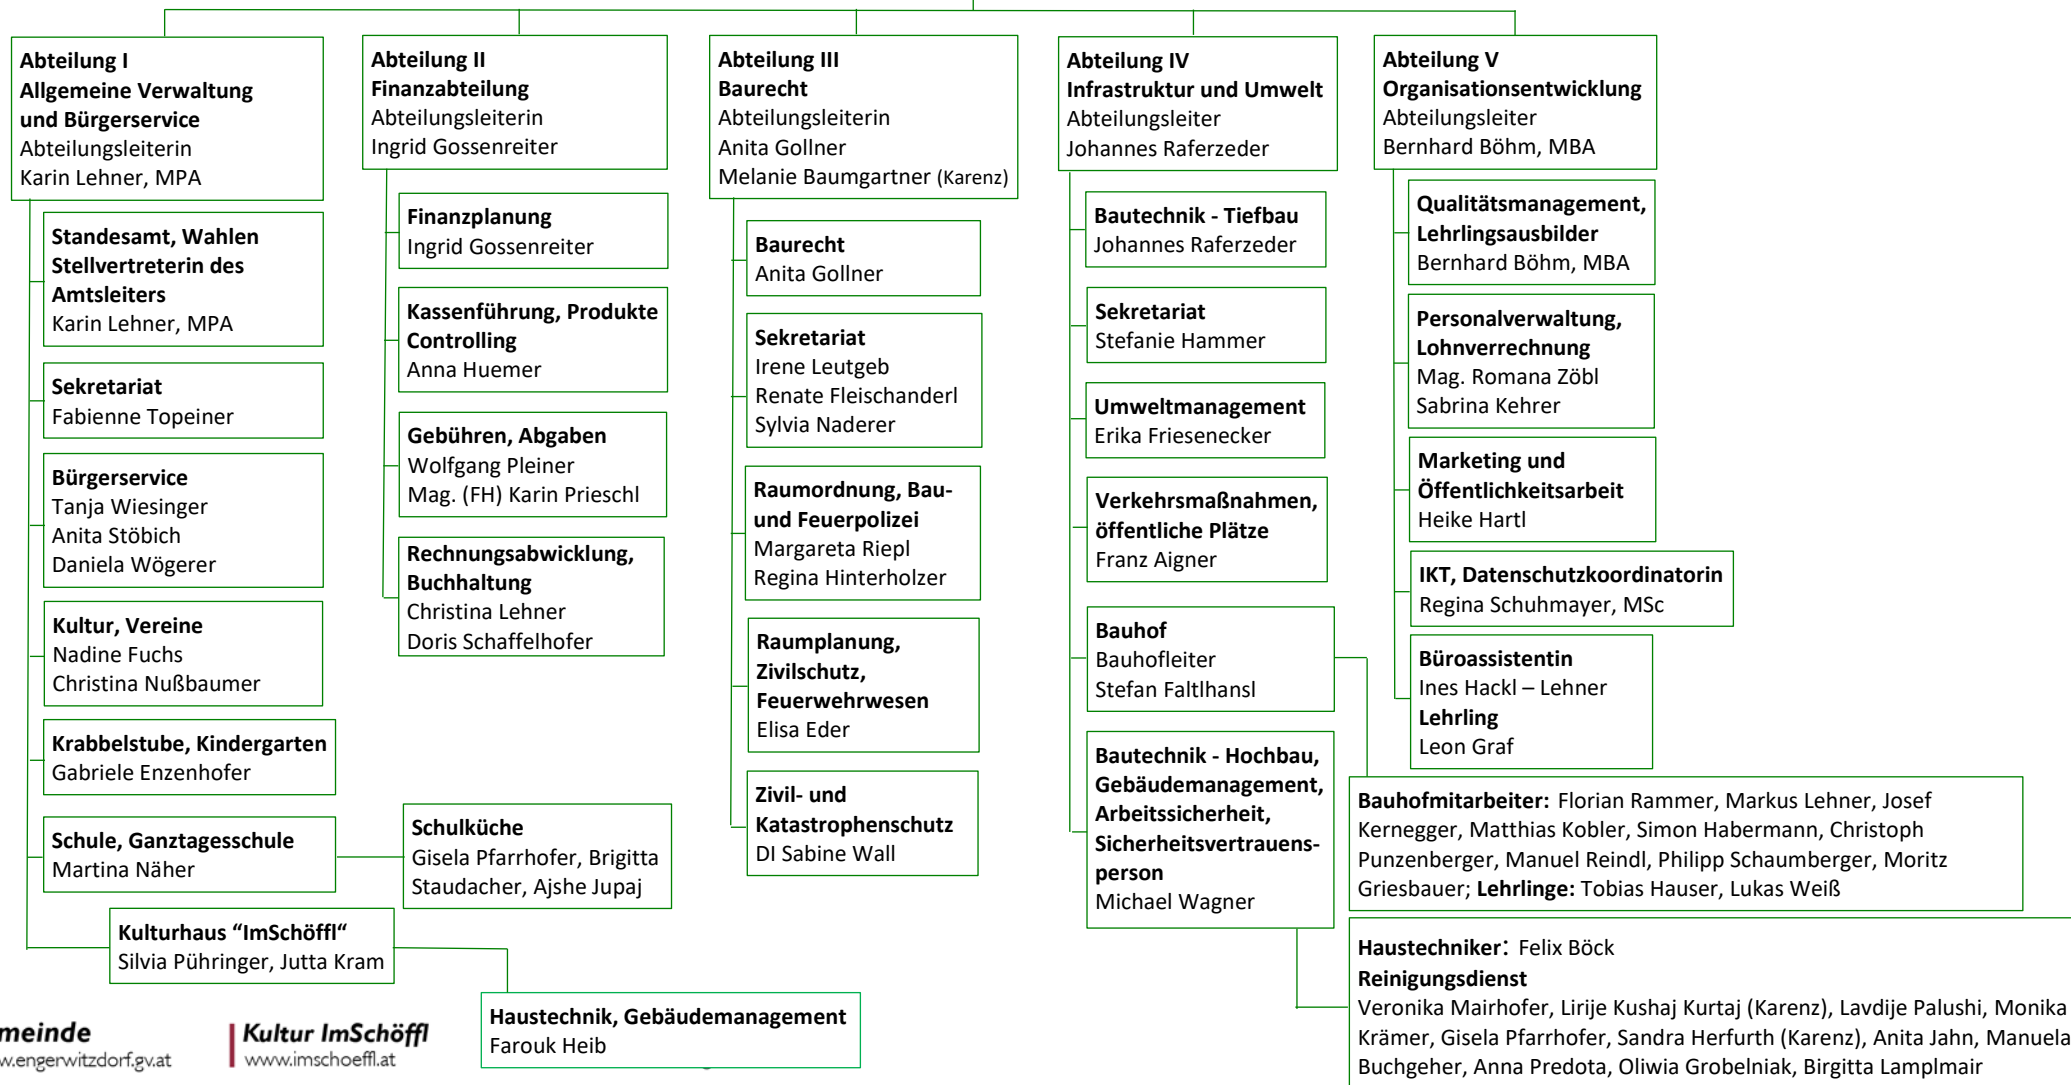 Abteilung I
Allgemeine Verwaltung
und Bürgerservice
Abteilungsleiterin
Karin Lehner, MPA
Standesamt, Wahlen
Stellvertreterin des
Amtsleiters
Karin Lehner, MPA
Sekretariat
Fabienne Topeiner
Bürgerservice
Tanja Wiesinger
Anita Stöbich
Daniela Wögerer
Kultur, Vereine
Nadine Fuchs
Christina Nußbaumer
Krabbelstube, Kindergarten
Gabriele Enzenhofer
Schule, Ganztagesschule
Martina Näher
Schulküche
Gisela Pfarrhofer, Brigitta
Staudacher, Ajshe Jupaj
Kulturhaus “ImSchöffl“
Silvia Pühringer, Jutta Kram
Haustechnik, Gebäudemanagement
Farouk Heib
Abteilung II
Finanzabteilung
Abteilungsleiterin
Ingrid Gossenreiter
Finanzplanung
Ingrid Gossenreiter
Kassenführung, Produkte
Controlling
Anna Huemer
Gebühren, Abgaben
Wolfgang Pleiner
Mag. (FH) Karin Prieschl
Rechnungsabwicklung,
Buchhaltung
Christina Lehner
Doris Schaffelhofer
Abteilung III
Baurecht
Abteilungsleiterin
Anita Gollner
Melanie Baumgartner (Karenz)
Baurecht
Anita Gollner
Sekretariat
Irene Leutgeb
Renate Fleischanderl
Sylvia Naderer
Raumordnung, Bau-
und Feuerpolizei
Margareta Riepl
Regina Hinterholzer
Raumplanung,
Zivilschutz,
Feuerwehrwesen
Elisa Eder
Zivil- und
Katastrophenschutz
DI Sabine Wall
Abteilung IV
Infrastruktur und Umwelt
Abteilungsleiter
Johannes Raferzeder
Bautechnik - Tiefbau
Johannes Raferzeder
Sekretariat
Stefanie Hammer
Umweltmanagement
Erika Friesenecker
Verkehrsmaßnahmen,
öffentliche Plätze
Franz Aigner
Bauhof
Bauhofleiter
Stefan Faltlhansl
Bautechnik - Hochbau,
Gebäudemanagement,
Arbeitssicherheit,
Sicherheitsvertrauens-
person
Michael Wagner
Abteilung V
Organisationsentwicklung
Abteilungsleiter
Bernhard Böhm, MBA
Qualitätsmanagement,
Lehrlingsausbilder
Bernhard Böhm, MBA
Personalverwaltung,
Lohnverrechnung
Mag. Romana Zöbl
Sabrina Kehrer
Marketing und
Öffentlichkeitsarbeit
Heike Hartl
IKT, Datenschutzkoordinatorin
Regina Schuhmayer, MSc
Büroassistentin
Ines Hackl – Lehner
Lehrling
Leon Graf
Bauhofmitarbeiter: Florian Rammer, Markus Lehner, Josef
Kernegger, Matthias Kobler, Simon Habermann, Christoph
Punzenberger, Manuel Reindl, Philipp Schaumberger, Moritz
Griesbauer; Lehrlinge: Tobias Hauser, Lukas Weiß
Haustechniker: Felix Böck
Reinigungsdienst
Veronika Mairhofer, Lirije Kushaj Kurtaj (Karenz), Lavdije Palushi, Monika
Krämer, Gisela Pfarrhofer, Sandra Herfurth (Karenz), Anita Jahn, Manuela
Buchgeher, Anna Predota, Oliwia Grobelniak, Birgitta Lamplmair
meinde
w.engerwitzdorf.gv.at
Kultur ImSchöffl
www.imschoeffl.at